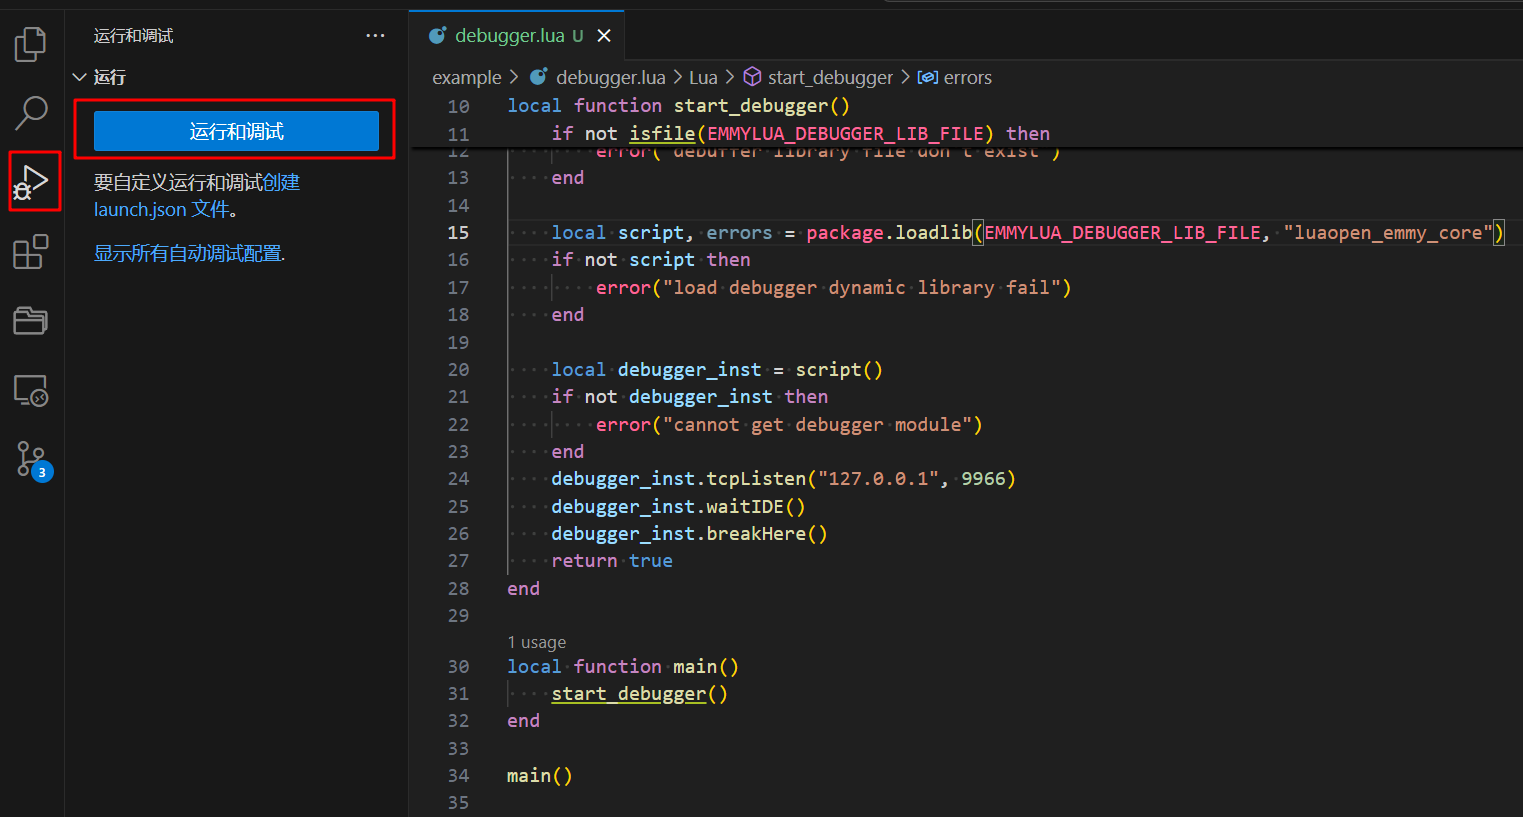 运行和调试 ···
运行
运行和调试
要自定义运行和调试创建
launch.json 文件。
显示所有自动调试配置.
3
debugger.lua U
example > debugger.lua > Lua > start_debugger > errors
10 local function start_debugger()
11 if not isfile(EMMYLUA_DEBUGGER_LIB_FILE) then
12 error("debuffer library file don't exist")
13 end
14
15 local script, errors = package.loadlib(EMMYLUA_DEBUGGER_LIB_FILE, "luaopen_emmy_core")
16 if not script then
17 error("load debugger dynamic library fail")
18 end
19
20 local debugger_inst = script()
21 if not debugger_inst then
22 error("cannot get debugger module")
23 end
24 debugger_inst.tcpListen("127.0.0.1", 9966)
25 debugger_inst.waitIDE()
26 debugger_inst.breakHere()
27 return true
28 end
29
1 usage
30 local function main()
31 start_debugger()
32 end
33
34 main()
35